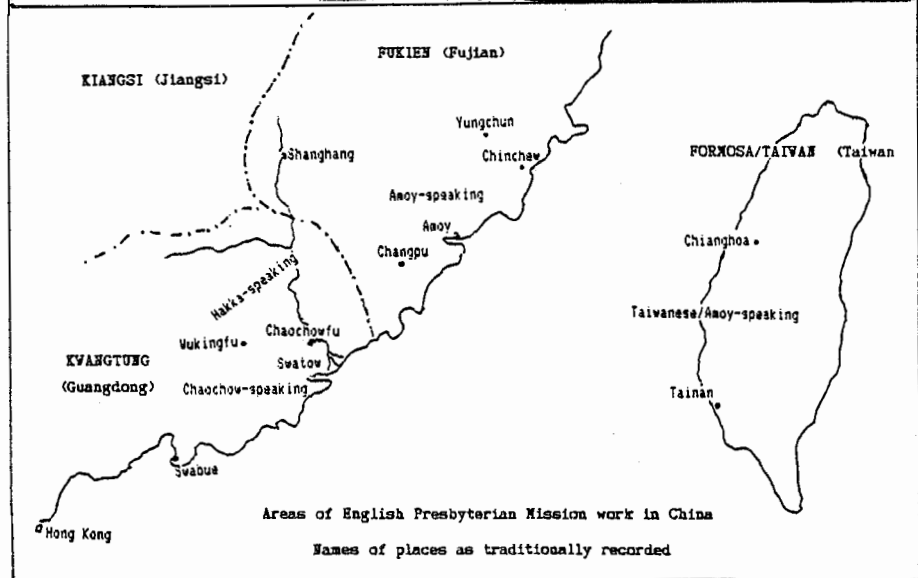 FUKIEN (Fujian)
KIANGSI (Jiangsi)
Yungchun
Shanghang
Chinchew
FORMOSA/TAIWAN (Taiwan
Amoy-speaking
Amoy
Chianghoa
Changpu
Hakka-speaking
Taiwanese/Amoy-speaking
Chaochowfu
Wukingfu
Swatow
KWANGTUNG
(Guangdong)
Chaochow-speaking
Tainan
Swabue
Areas of English Presbyterian Mission work in China
Hong Kong
Names of places as traditionally recorded